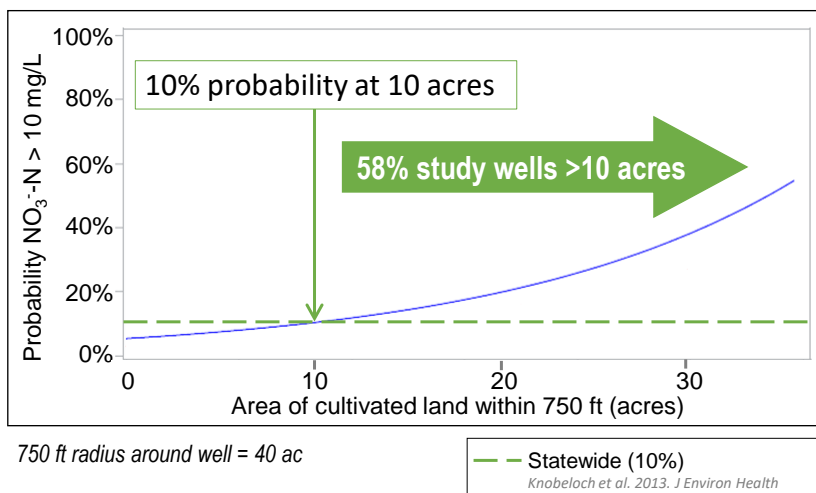 100%
80%
60%
40%
20%
0%
Probability NO₃⁻-N > 10 mg/L
10% probability at 10 acres
58% study wells >10 acres
0
10
20
30
Area of cultivated land within 750 ft (acres)
750 ft radius around well = 40 ac
Statewide (10%)
Knobeloch et al. 2013. J Environ Health